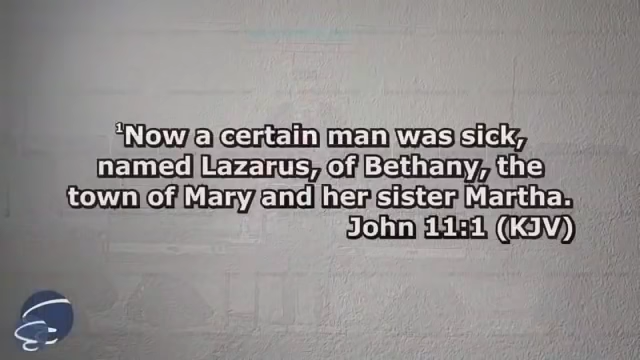 ¹Now a certain man was sick,
named Lazarus, of Bethany, the
town of Mary and her sister Martha.
John 11:1 (KJV)